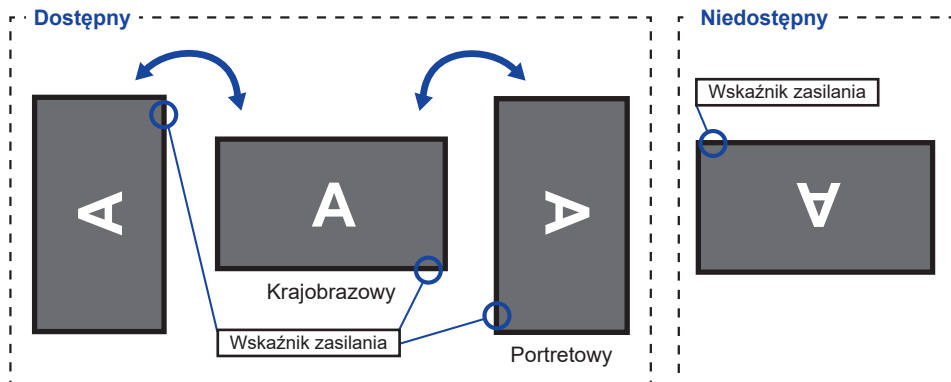 Dostępny
Niedostępny
Wskaźnik zasilania
A
A
A
A
Krajobrazowy
Wskaźnik zasilania
Portretowy